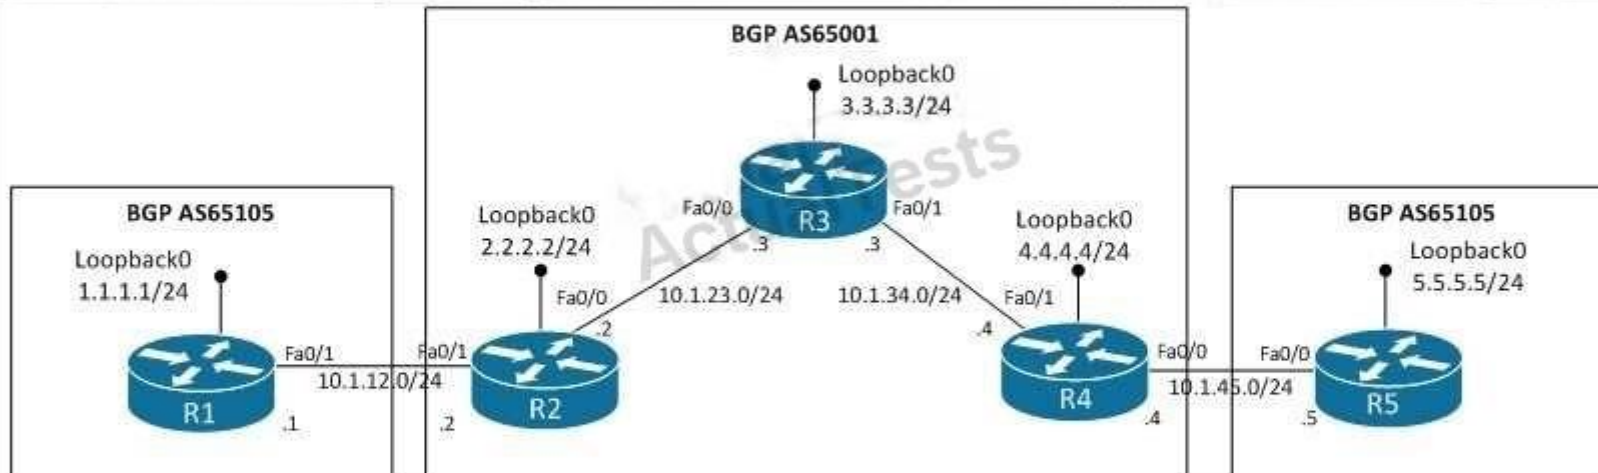 BGP AS65001
Loopback0
3.3.3.3/24
BGP AS65105
Loopback0
1.1.1.1/24
Loopback0
2.2.2.2/24
Fa0/0
R3
Fa0/1
.3
.3
Loopback0
4.4.4.4/24
BGP AS65105
Loopback0
5.5.5.5/24
Fa0/0
10.1.23.0/24
10.1.34.0/24
Fa0/1
.2
.4
Fa0/1
Fa0/1
10.1.12.0/24
R1
.1
R2
.2
R4
Fa0/0
Fa0/0
10.1.45.0/24
.4
R5
.5